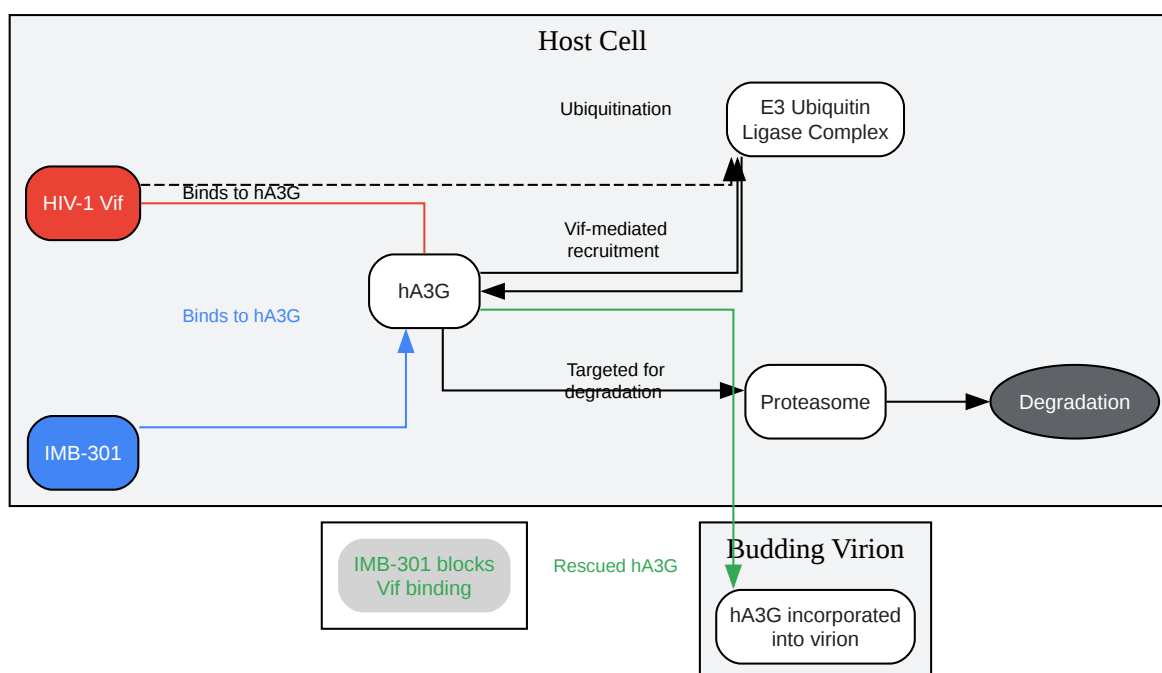 Host Cell
Ubiquitination
E3 Ubiquitin
Ligase Complex
HIV-1 Vif
Binds to hA3G
Vif-mediated
recruitment
hA3G
Binds to hA3G
Targeted for
degradation
Proteasome
Degradation
IMB-301
IMB-301 blocks
Vif binding
Rescued hA3G
Budding Virion
hA3G incorporated
into virion